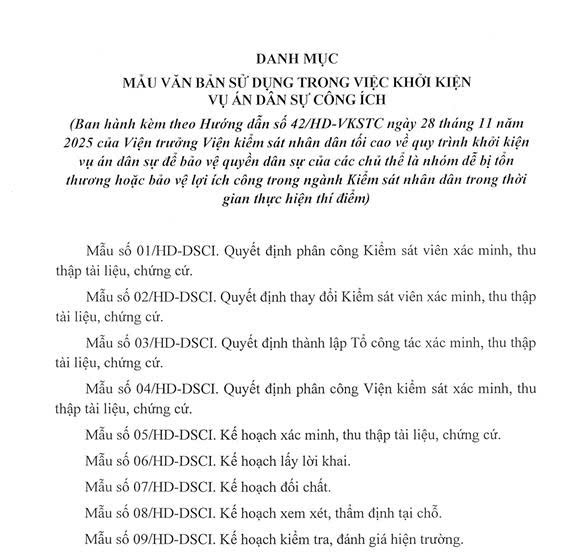 DANH MỤC
MẪU VĂN BẢN SỬ DỤNG TRONG VIỆC KHỞI KIỆN
VỤ ÁN DÂN SỰ CÔNG ÍCH
(Ban hành kèm theo Hướng dẫn số 42/HD-VKSTC ngày 28 tháng 11 năm
2025 của Viện trưởng Viện kiểm sát nhân dân tối cao về quy trình khởi kiện
vụ án dân sự để bảo vệ quyền dân sự của các chủ thể là nhóm dễ bị tổn
thương hoặc bảo vệ lợi ích công trong ngành Kiểm sát nhân dân trong thời
gian thực hiện thí điểm)
Mẫu số 01/HD-DSCI. Quyết định phân công Kiểm sát viên xác minh, thu
thập tài liệu, chứng cứ.
Mẫu số 02/HD-DSCI. Quyết định thay đổi Kiểm sát viên xác minh, thu thập
tài liệu, chứng cứ.
Mẫu số 03/HD-DSCI. Quyết định thành lập Tổ công tác xác minh, thu thập
tài liệu, chứng cứ.
Mẫu số 04/HD-DSCI. Quyết định phân công Viện kiểm sát xác minh, thu
thập tài liệu, chứng cứ.
Mẫu số 05/HD-DSCI. Kế hoạch xác minh, thu thập tài liệu, chứng cứ.
Mẫu số 06/HD-DSCI. Kế hoạch lấy lời khai.
Mẫu số 07/HD-DSCI. Kế hoạch đối chất.
Mẫu số 08/HD-DSCI. Kế hoạch xem xét, thẩm định tại chỗ.
Mẫu số 09/HD-DSCI. Kế hoạch kiểm tra, đánh giá hiện trường.